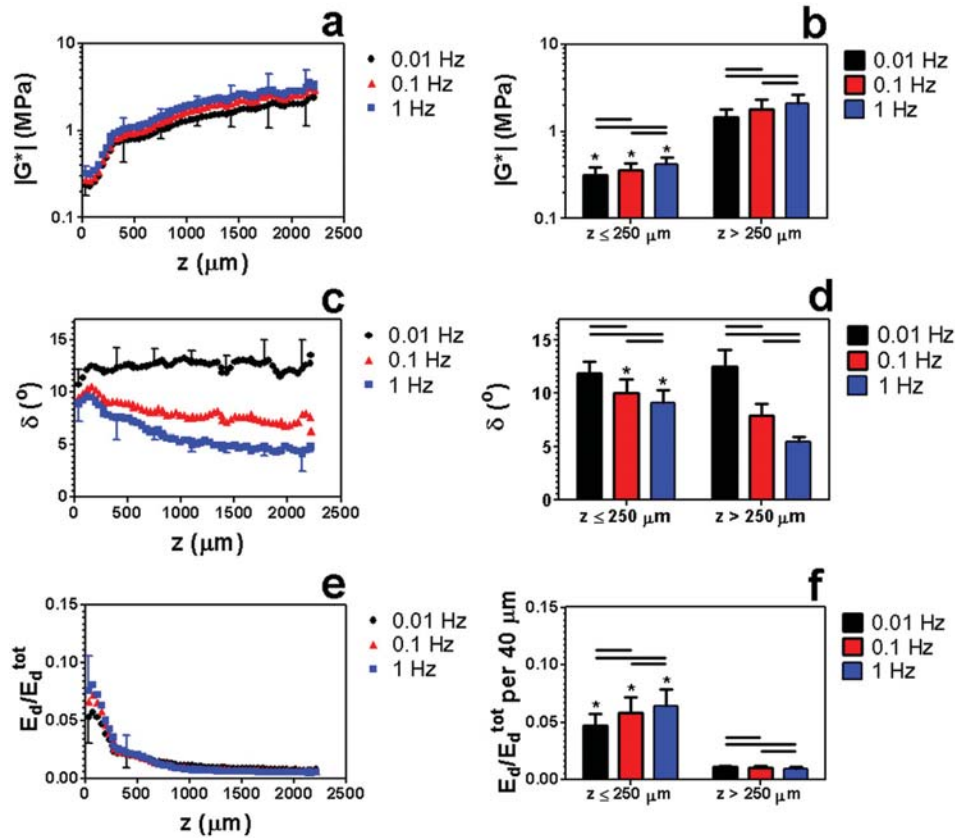 a
|G*| (MPa)
10
1
0.1
0
500
1000
1500
2000
2500
z (μm)
0.01 Hz
0.1 Hz
1 Hz
b
|G*| (MPa)
10
1
0.1
* * *
z ≤ 250 μm
z > 250 μm
0.01 Hz
0.1 Hz
1 Hz
c
δ (°)
15
10
5
0
0
500
1000
1500
2000
2500
z (μm)
0.01 Hz
0.1 Hz
1 Hz
d
δ (°)
15
10
5
0
* *
z ≤ 250 μm
z > 250 μm
0.01 Hz
0.1 Hz
1 Hz
e
Ed/Ed^tot
0.15
0.10
0.05
0.00
0
500
1000
1500
2000
2500
z (μm)
0.01 Hz
0.1 Hz
1 Hz
f
Ed/Ed^tot per 40 μm
0.15
0.10
0.05
0.00
* * *
z ≤ 250 μm
z > 250 μm
0.01 Hz
0.1 Hz
1 Hz